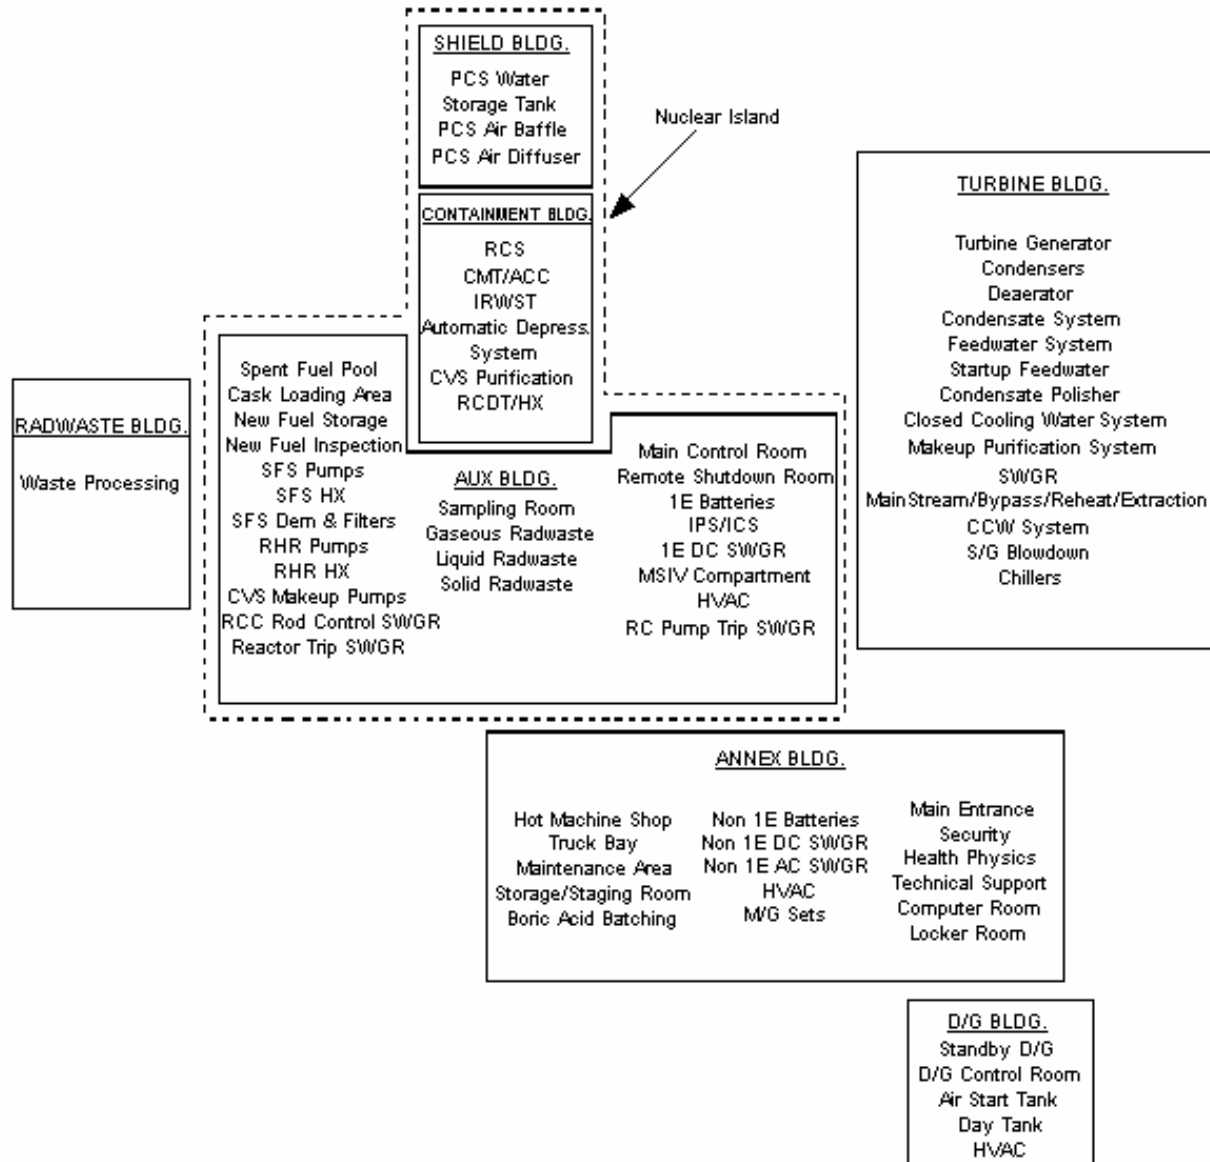 SHIELD BLDG.
PCS Water
Storage Tank
PCS Air Baffle
PCS Air Diffuser
Nuclear Island
CONTAINMENT BLDG.
RCS
CMT/ACC
IRWST
Automatic Depress.
System
CVS Purification
RCDT/HX
TURBINE BLDG.
Turbine Generator
Condensers
Deaerator
Condensate System
Feedwater System
Startup Feedwater
Condensate Polisher
Closed Cooling Water System
Makeup Purification System
SWGR
MainStream/Bypass/Reheat/Extraction
CCW System
S/G Blowdown
Chillers
RADWASTE BLDG.
Waste Processing
Spent Fuel Pool
Cask Loading Area
New Fuel Storage
New Fuel Inspection
SFS Pumps
SFS HX
SFS Dem & Filters
RHR Pumps
RHR HX
CVS Makeup Pumps
RCC Rod Control SWGR
Reactor Trip SWGR
AUX BLDG.
Sampling Room
Gaseous Radwaste
Liquid Radwaste
Solid Radwaste
Main Control Room
Remote Shutdown Room
1E Batteries
IPS/ICS
1E DC SWGR
MSIV Compartment
HVAC
RC Pump Trip SWGR
ANNEX BLDG.
Hot Machine Shop
Truck Bay
Maintenance Area
Storage/Staging Room
Boric Acid Batching
Non 1E Batteries
Non 1E DC SWGR
Non 1E AC SWGR
HVAC
M/G Sets
Main Entrance
Security
Health Physics
Technical Support
Computer Room
Locker Room
D/G BLDG.
Standby D/G
D/G Control Room
Air Start Tank
Day Tank
HVAC